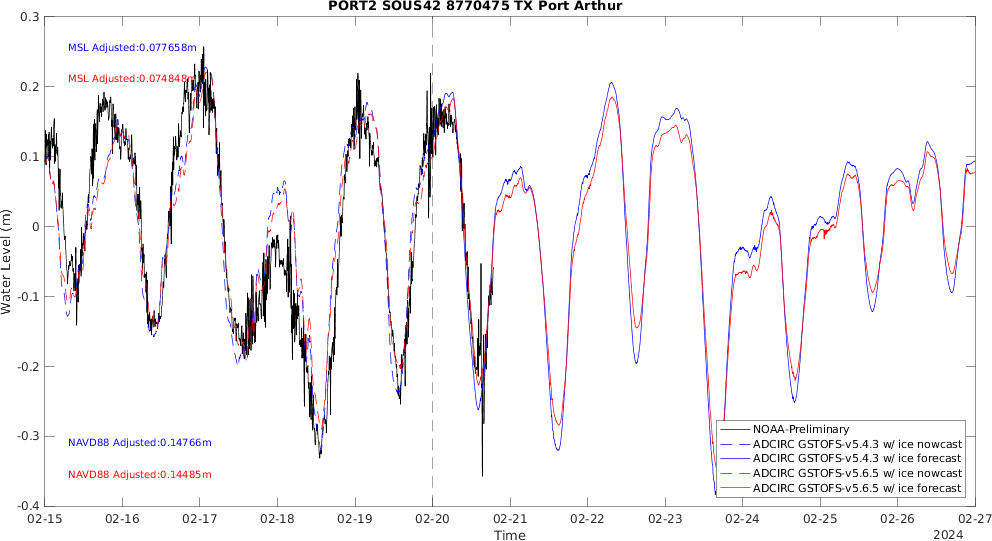 PORT2 SOUS42 8770475 TX Port Arthur
0.3
0.2
0.1
0
-0.1
-0.2
-0.3
-0.4
Water Level (m)
MSL Adjusted:0.077658m
MSL Adjusted:0.074848m
NAVD88 Adjusted:0.14766m
NAVD88 Adjusted:0.14485m
NOAA-Preliminary
ADCIRC GSTOFS-v5.4.3 w/ ice nowcast
ADCIRC GSTOFS-v5.4.3 w/ ice forecast
ADCIRC GSTOFS-v5.6.5 w/ ice nowcast
ADCIRC GSTOFS-v5.6.5 w/ ice forecast
02-15 02-16 02-17 02-18 02-19 02-20 02-21 02-22 02-23 02-24 02-25 02-26 02-27
Time
2024